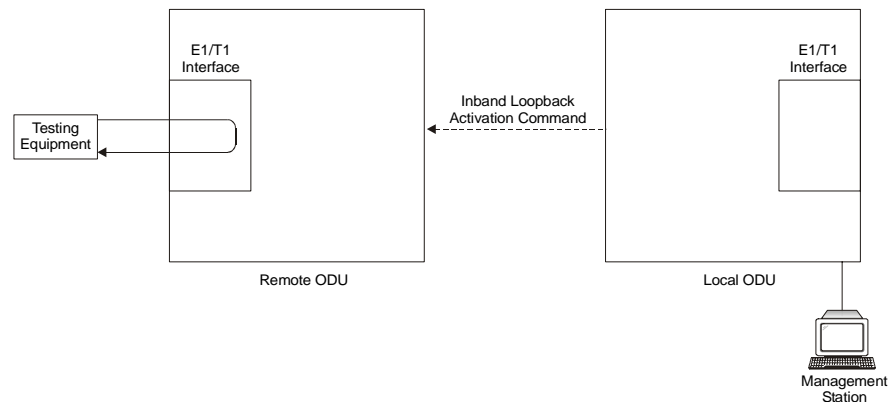 E1/T1
Interface
E1/T1
Interface
Inband Loopback
Activation Command
Testing
Equipment
Remote ODU
Local ODU
Management
Station